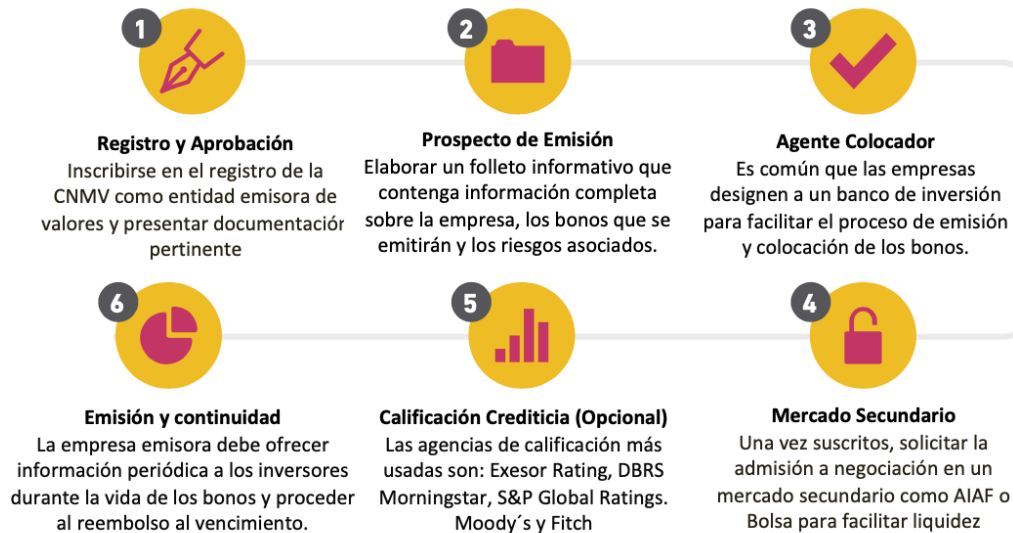 1
Registro y Aprobación
Inscribirse en el registro de la
CNMV como entidad emisora de
valores y presentar documentación
pertinente
2
Prospecto de Emisión
Elaborar un folleto informativo que
contenga información completa
sobre la empresa, los bonos que se
emitirán y los riesgos asociados.
3
Agente Colocador
Es común que las empresas
designen a un banco de inversión
para facilitar el proceso de emisión
y colocación de los bonos.
4
Mercado Secundario
Una vez suscritos, solicitar la
admisión a negociación en un
mercado secundario como AIAF o
Bolsa para facilitar liquidez
5
Calificación Crediticia (Opcional)
Las agencias de calificación más
usadas son: Exesor Rating, DBRS
Morningstar, S&P Global Ratings.
Moody´s y Fitch
6
Emisión y continuidad
La empresa emisora debe ofrecer
información periódica a los inversores
durante la vida de los bonos y proceder
al reembolso al vencimiento.